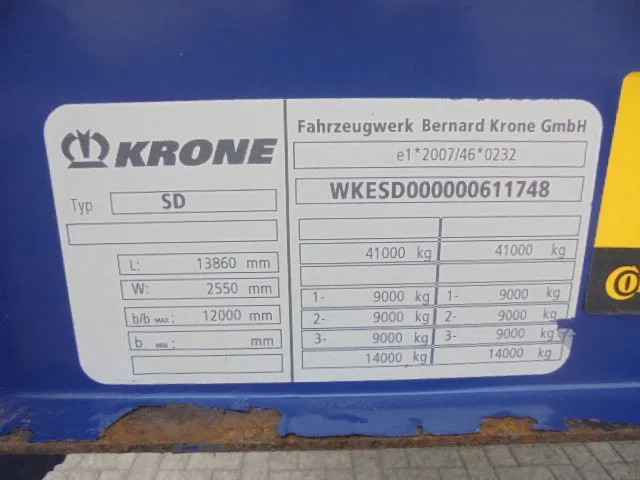 KRONE
Typ SD
L: 13860 mm
W: 2550 mm
b/b MAX.: 12000 mm
b MIN.: mm
Fahrzeugwerk Bernard Krone GmbH
e1*2007/46*0232
WKESD000000611748
41000 kg 41000 kg
1- 9000 kg 1- 9000 kg
2- 9000 kg 2- 9000 kg
3- 9000 kg 3- 9000 kg
14000 kg 14000 kg